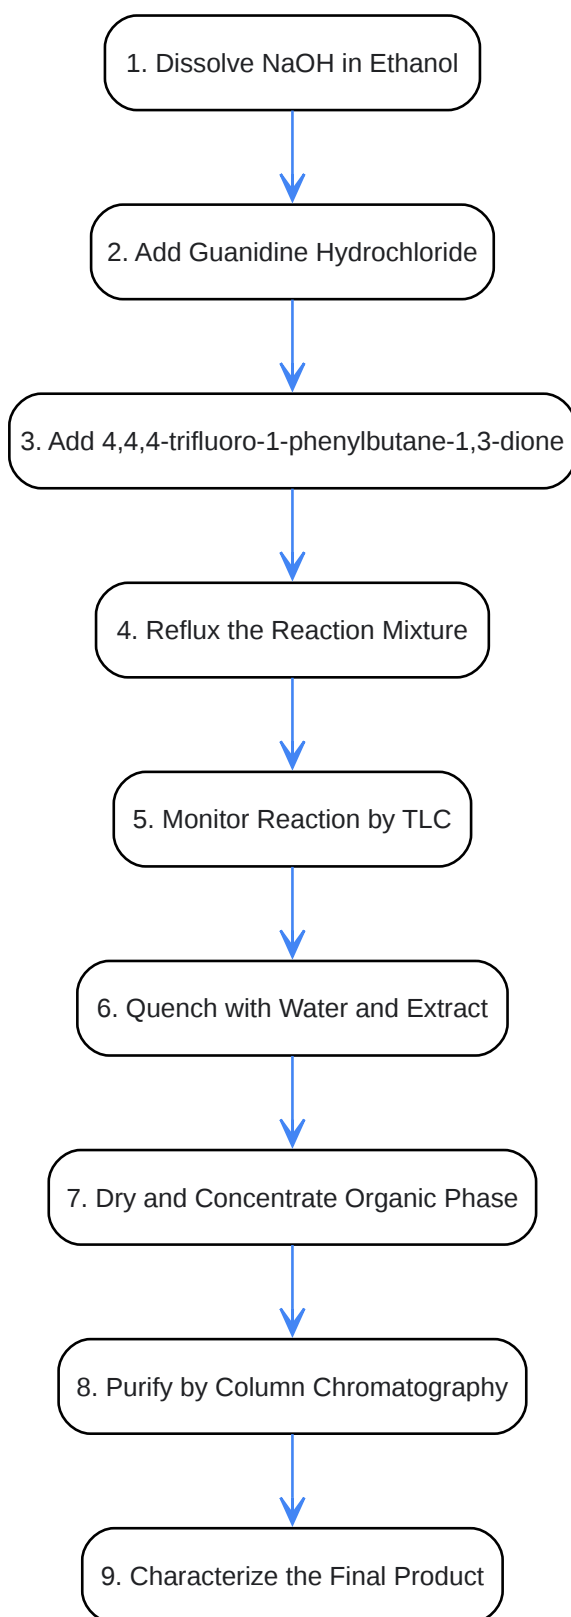 1. Dissolve NaOH in Ethanol
2. Add Guanidine Hydrochloride
3. Add 4,4,4-trifluoro-1-phenylbutane-1,3-dione
4. Reflux the Reaction Mixture
5. Monitor Reaction by TLC
6. Quench with Water and Extract
7. Dry and Concentrate Organic Phase
8. Purify by Column Chromatography
9. Characterize the Final Product